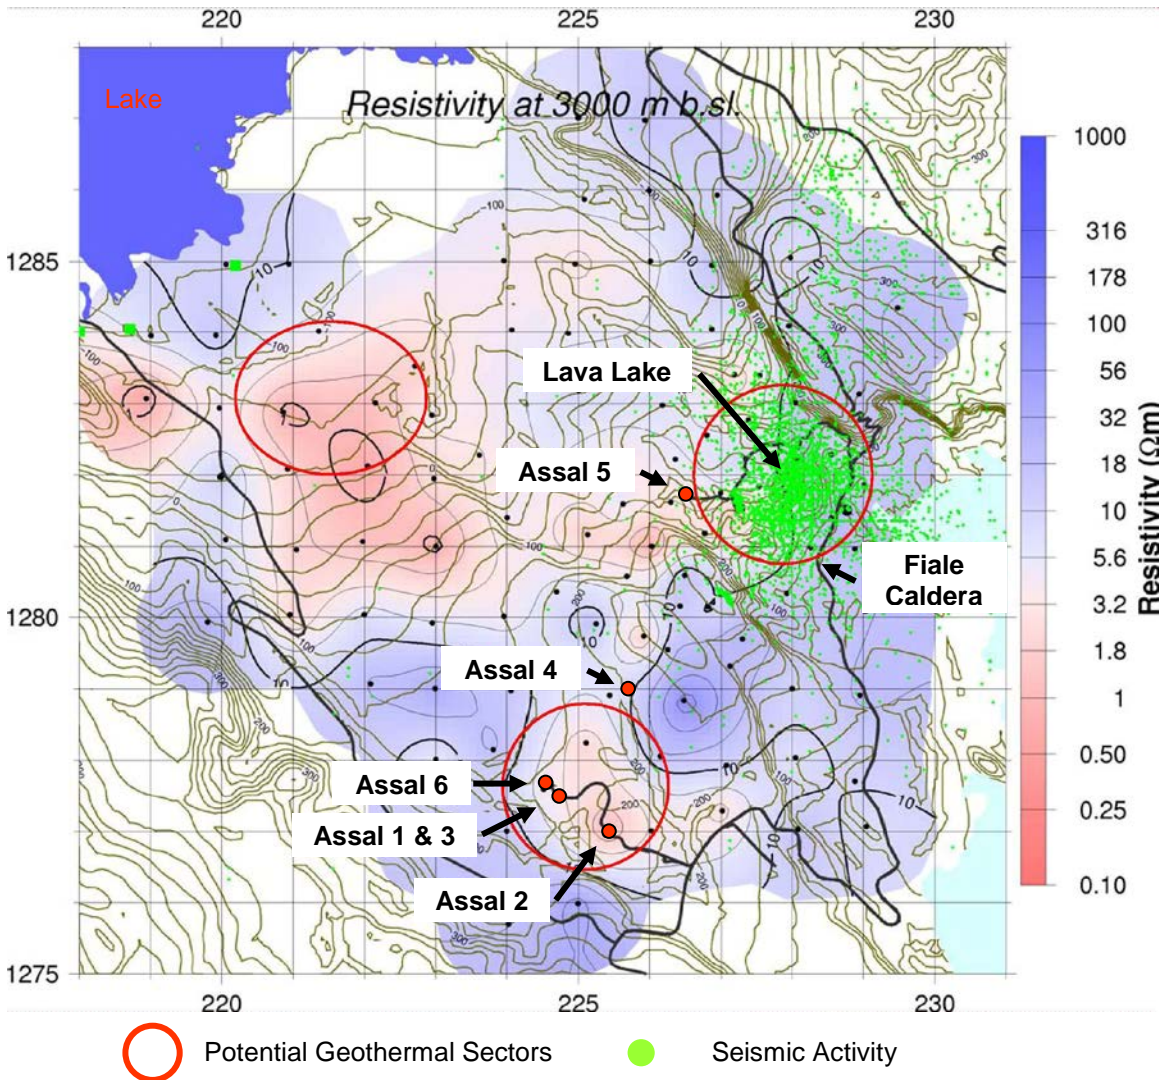 220 225 230
Lake
Resistivity at 3000 m b.sl.
1000
316
178
100
56
32
18
10
5.6
3.2
1.8
1
0.50
0.25
0.10
Resistivity (Ωm)
1285
1280
1275
Lava Lake
Assal 5
Fiale
Caldera
Assal 4
Assal 6
Assal 1 & 3
Assal 2
220 225 230
Potential Geothermal Sectors
Seismic Activity